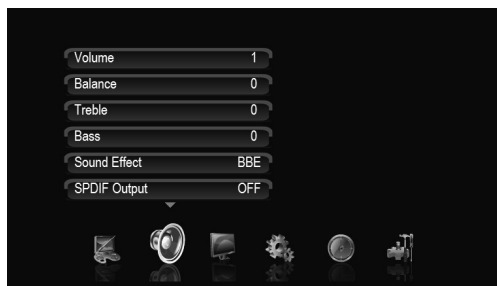 Volume 1
Balance 0
Treble 0
Bass 0
Sound Effect BBE
SPDIF Output OFF